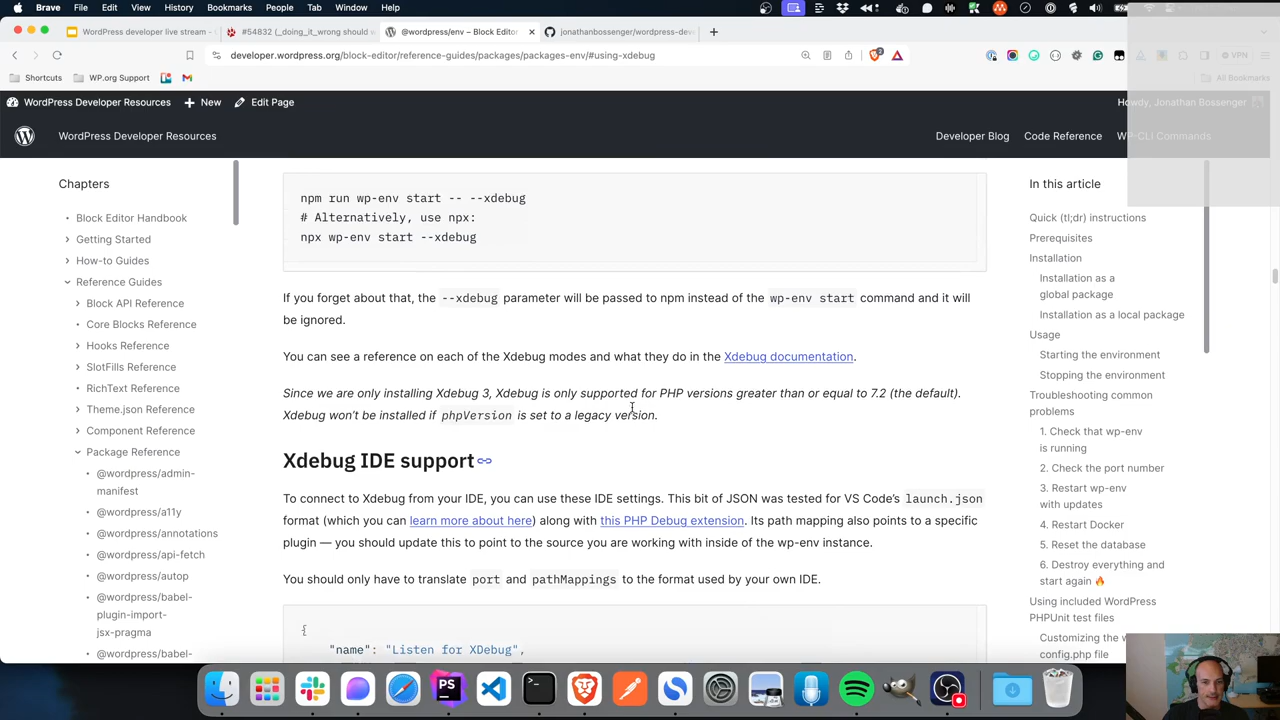 Brave File Edit View History Bookmarks People Tab Window Help
WordPress developer live stream -
#54832 (_doing_it_wrong should w
@wordpress/env – Block Editor
jonathanbossenger/wordpress-dev
developer.wordpress.org/block-editor/reference-guides/packages/packages-env/#using-xdebug
VPN
Shortcuts WP.org Support
All Bookmarks
WordPress Developer Resources New Edit Page
Howdy, Jonathan Bossenger
WordPress Developer Resources
Developer Blog Code Reference WP-CLI Commands
Chapters
Block Editor Handbook
Getting Started
How-to Guides
Reference Guides
Block API Reference
Core Blocks Reference
Hooks Reference
SlotFills Reference
RichText Reference
Theme.json Reference
Component Reference
Package Reference
@wordpress/admin-
manifest
@wordpress/a11y
@wordpress/annotations
@wordpress/api-fetch
@wordpress/autop
@wordpress/babel-
plugin-import-
jsx-pragma
@wordpress/babel-
npm run wp-env start -- --xdebug
# Alternatively, use npx:
npx wp-env start --xdebug
If you forget about that, the --xdebug parameter will be passed to npm instead of the wp-env start command and it will
be ignored.
You can see a reference on each of the Xdebug modes and what they do in the Xdebug documentation.
Since we are only installing Xdebug 3, Xdebug is only supported for PHP versions greater than or equal to 7.2 (the default).
Xdebug won’t be installed if phpVersion is set to a legacy version.
Xdebug IDE support
To connect to Xdebug from your IDE, you can use these IDE settings. This bit of JSON was tested for VS Code’s launch.json
format (which you can learn more about here) along with this PHP Debug extension. Its path mapping also points to a specific
plugin — you should update this to point to the source you are working with inside of the wp-env instance.
You should only have to translate port and pathMappings to the format used by your own IDE.
{
"name": "Listen for XDebug",
In this article
Quick (tl;dr) instructions
Prerequisites
Installation
Installation as a
global package
Installation as a local package
Usage
Starting the environment
Stopping the environment
Troubleshooting common
problems
1. Check that wp-env
is running
2. Check the port number
3. Restart wp-env
with updates
4. Restart Docker
5. Reset the database
6. Destroy everything and
start again 🔥
Using included WordPress
PHPUnit test files
Customizing the
config.php file